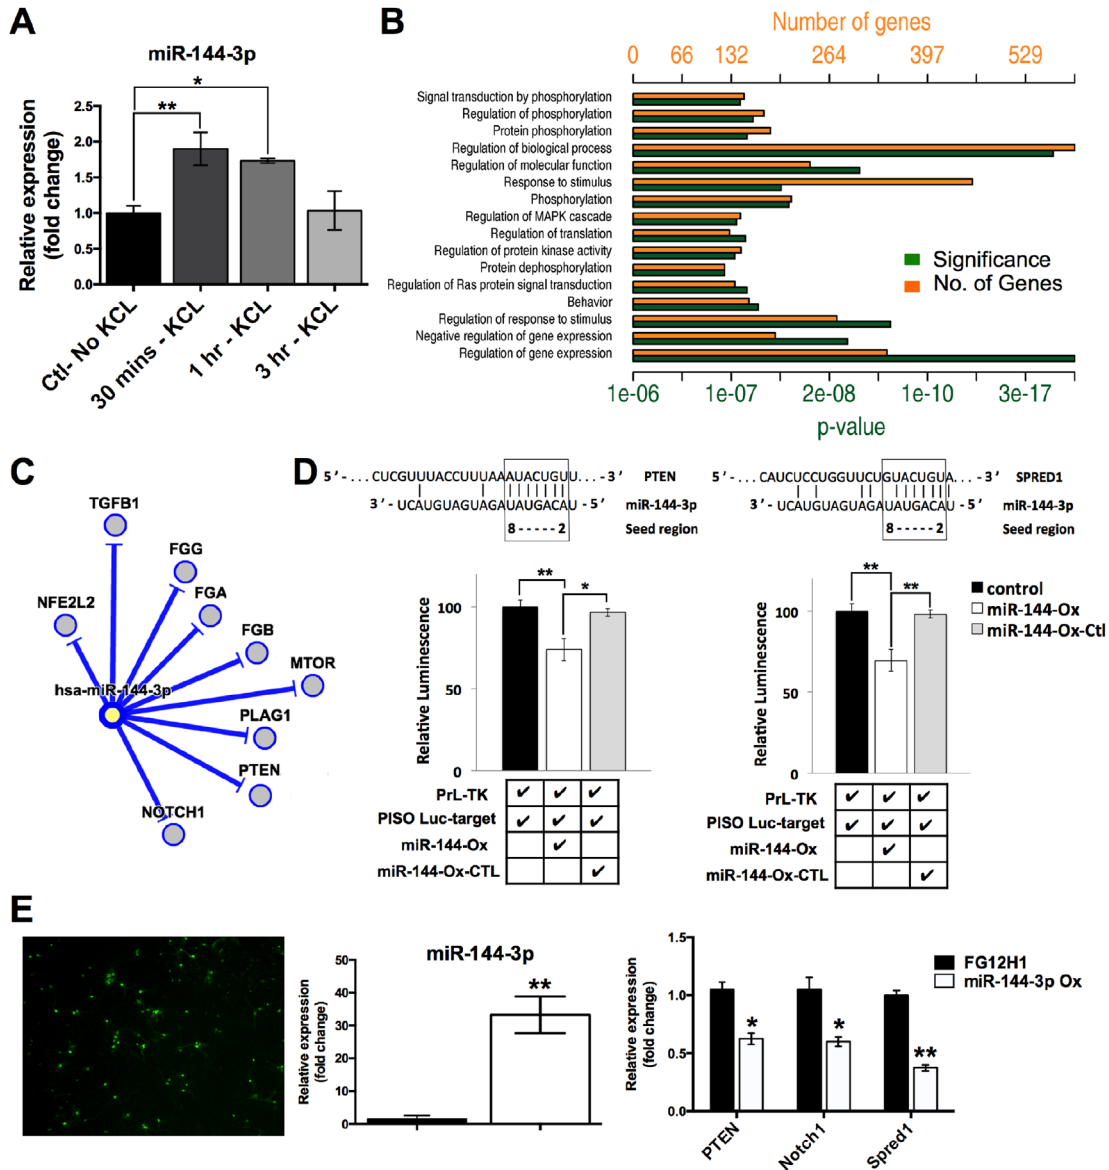 A
miR-144-3p
Relative expression
(fold change)
2.5
2.0
1.5
1.0
0.5
0.0
**
*
Ctl- No KCL
30 mins - KCL
1 hr - KCL
3 hr - KCL
B
Number of genes
0 66 132 264 397 529
Signal transduction by phosphorylation
Regulation of phosphorylation
Protein phosphorylation
Regulation of biological process
Regulation of molecular function
Response to stimulus
Phosphorylation
Regulation of MAPK cascade
Regulation of translation
Regulation of protein kinase activity
Protein dephosphorylation
Regulation of Ras protein signal transduction
Behavior
Regulation of response to stimulus
Negative regulation of gene expression
Regulation of gene expression
Significance
No. of Genes
1e-06 1e-07 2e-08 1e-10 3e-17
p-value
C
TGFB1
FGG
FGA
NFE2L2
FGB
MTOR
hsa-miR-144-3p
PLAG1
PTEN
NOTCH1
D
5'-... CUCGUUUACCUUUAAAUACUGUU... -3' PTEN
3'- UCAUGUAGUAGAUAUGACAU -5' miR-144-3p
8 - - - - - 2 Seed region
5'-... CAUCUCCUGGUUCUGUACUGUA... -3' SPRED1
3'- UCAUGUAGUAGAUAUGACAU -5' miR-144-3p
8 - - - - - 2 Seed region
Relative Luminescence
100
50
0
**
*
PrL-TK ✔ ✔ ✔
PISO Luc-target ✔ ✔ ✔
miR-144-Ox ✔
miR-144-Ox-CTL ✔
Relative Luminescence
100
50
0
**
**
control
miR-144-Ox
miR-144-Ox-Ctl
PrL-TK ✔ ✔ ✔
PISO Luc-target ✔ ✔ ✔
miR-144-Ox ✔
miR-144-Ox-CTL ✔
E
miR-144-3p
Relative expression
(fold change)
50
40
30
20
10
0
**
Relative expression
(fold change)
1.5
1.0
0.5
0.0
*
*
**
FG12H1
miR-144-3p Ox
PTEN
Notch1
Spred1